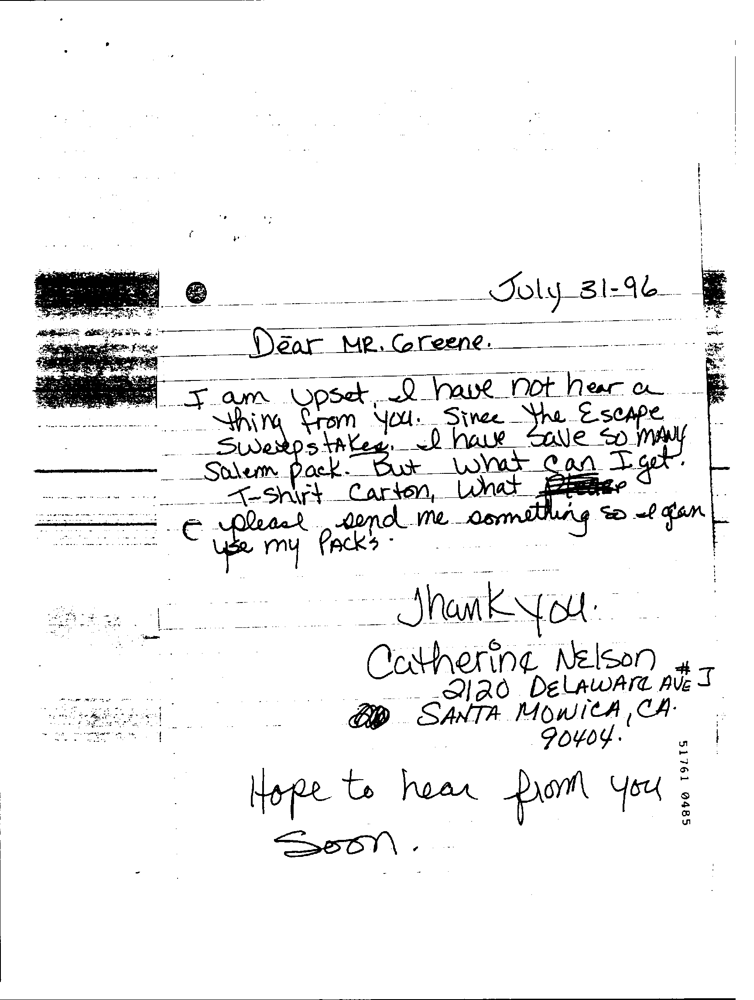 July 31-96
Dear MR. Greene.
I am upset, I have not hear a
thing from you. Since the Escape
Sweepstakes. I have save so many
Salem pack. But what can I get.
T-Shirt Carton, What
please send me something so I can
use my Packs.
Thank you.
Catherine Nelson
2120 DELAWARE AVE #J
SANTA MONICA, CA.
90404.
Hope to hear from you
Soon.
51761 0485